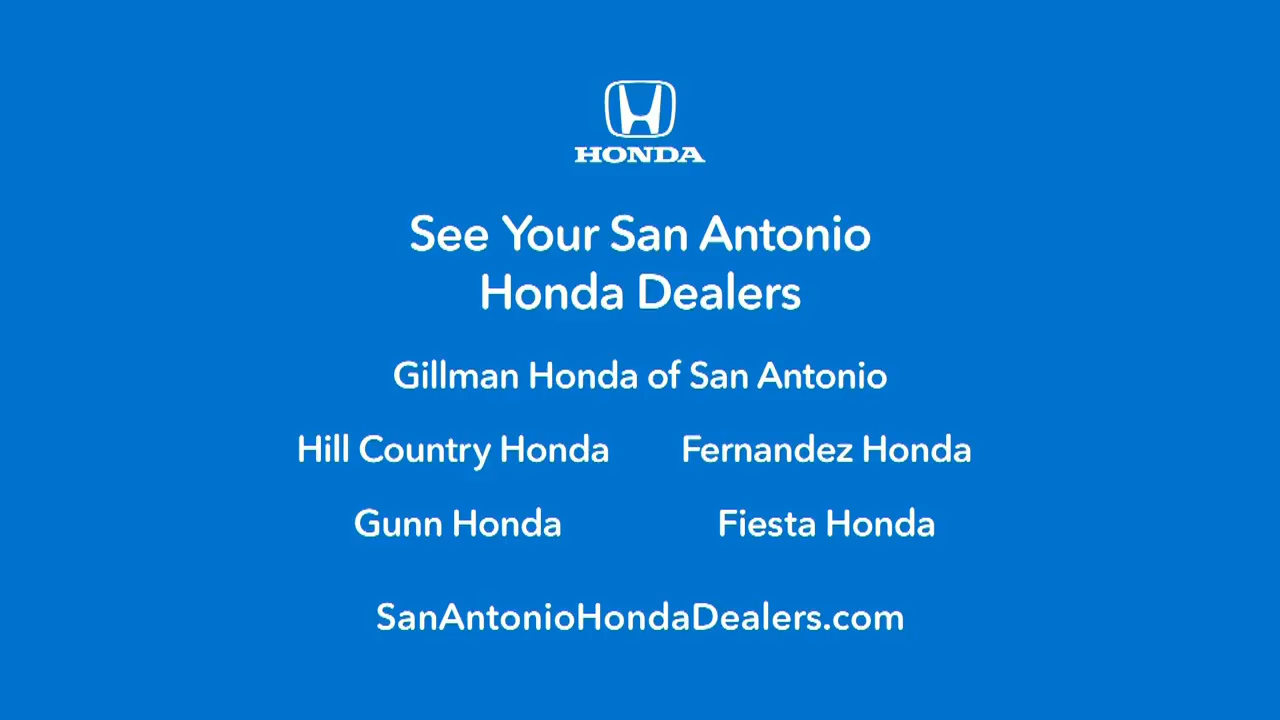 HONDA
See Your San Antonio
Honda Dealers
Gillman Honda of San Antonio
Hill Country Honda
Fernandez Honda
Gunn Honda
Fiesta Honda
SanAntonioHondaDealers.com